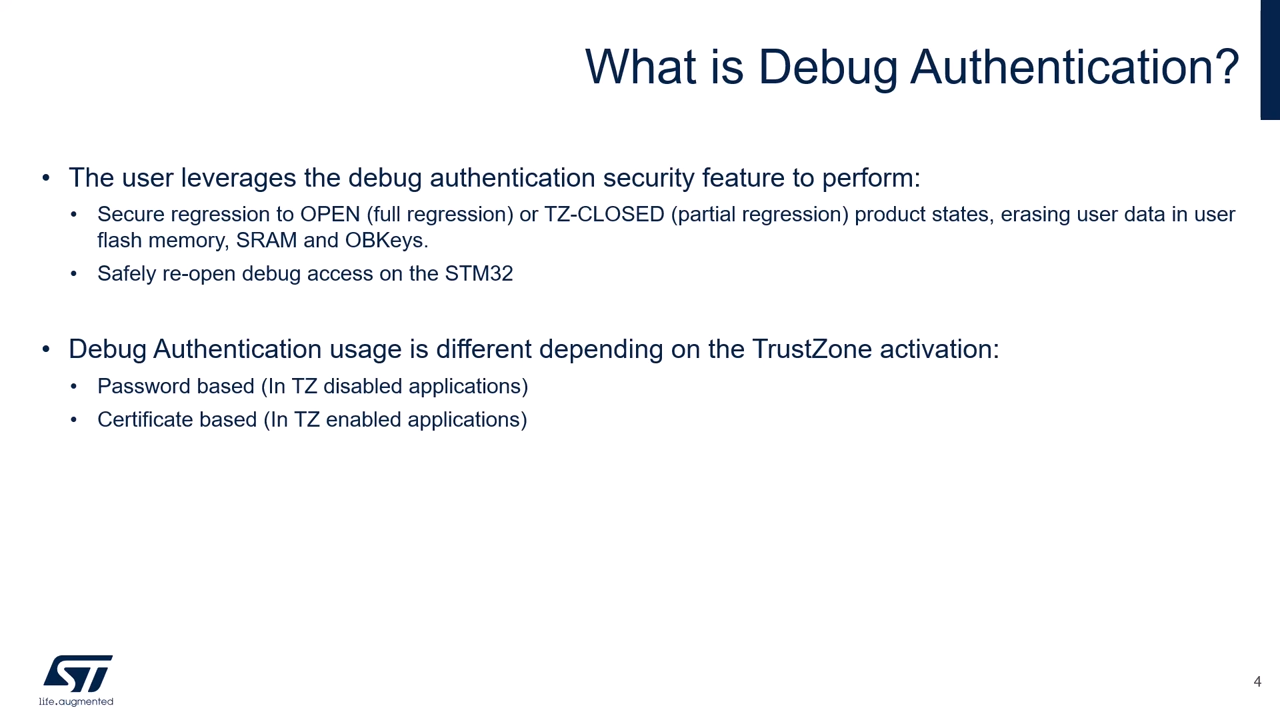 What is Debug Authentication?
• The user leverages the debug authentication security feature to perform:
• Secure regression to OPEN (full regression) or TZ-CLOSED (partial regression) product states, erasing user data in user
flash memory, SRAM and OBKeys.
• Safely re-open debug access on the STM32
• Debug Authentication usage is different depending on the TrustZone activation:
• Password based (In TZ disabled applications)
• Certificate based (In TZ enabled applications)
ST
life.augmented
4